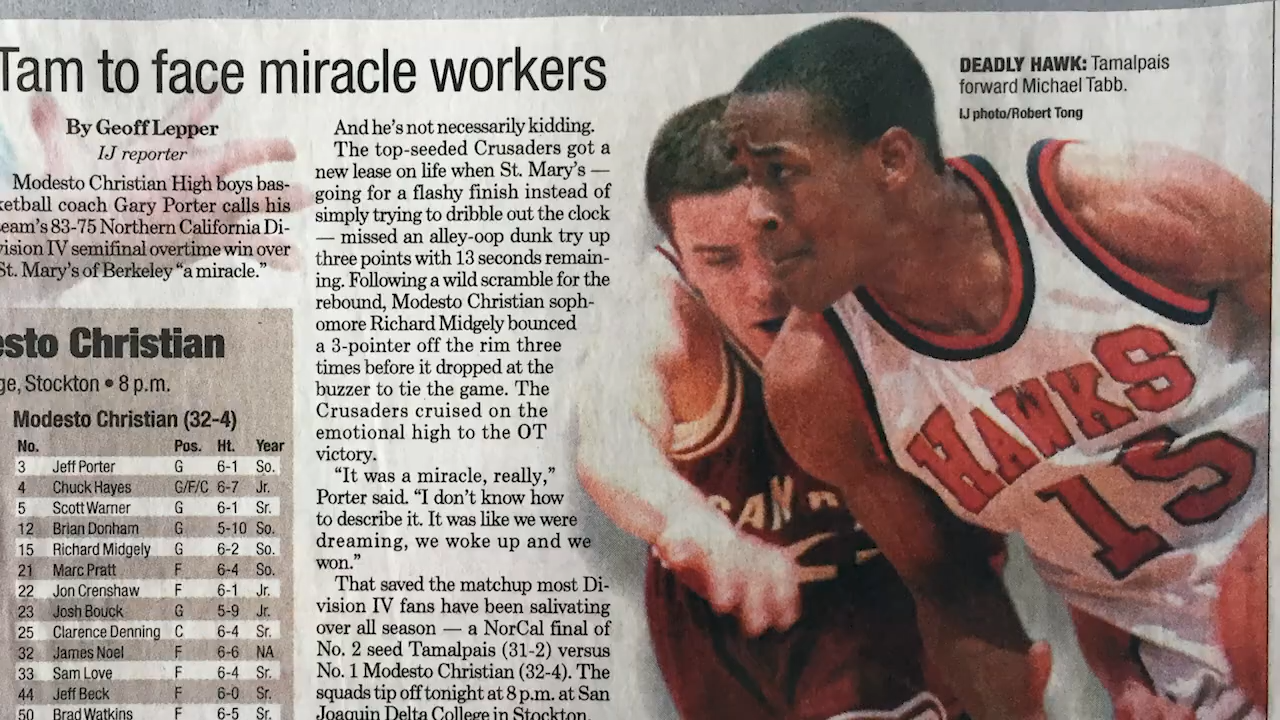 Tam to face miracle workers
By Geoff Lepper
IJ reporter
Modesto Christian High boys bas-
ketball coach Gary Porter calls his
team's 83-75 Northern California Di-
vision IV semifinal overtime win over
St. Mary's of Berkeley “a miracle.”
esto Christian
ge, Stockton • 8 p.m.
Modesto Christian (32-4)
No. Pos. Ht. Year
3 Jeff Porter G 6-1 So.
4 Chuck Hayes G/F/C 6-7 Jr.
5 Scott Warner G 6-1 Sr.
12 Brian Donham G 5-10 So.
15 Richard Midgely G 6-2 So.
21 Marc Pratt F 6-4 So.
22 Jon Crenshaw F 6-1 Jr.
23 Josh Bouck G 5-9 Jr.
25 Clarence Denning C 6-4 Sr.
32 James Noel F 6-6 NA
33 Sam Love F 6-4 Sr.
44 Jeff Beck F 6-0 Sr.
50 Brad Watkins F 6-5 Sr.
And he's not necessarily kidding.
The top-seeded Crusaders got a
new lease on life when St. Mary's —
going for a flashy finish instead of
simply trying to dribble out the clock
— missed an alley-oop dunk try up
three points with 13 seconds remain-
ing. Following a wild scramble for the
rebound, Modesto Christian soph-
omore Richard Midgely bounced
a 3-pointer off the rim three
times before it dropped at the
buzzer to tie the game. The
Crusaders cruised on the
emotional high to the OT
victory.
“It was a miracle, really,”
Porter said. “I don't know how
to describe it. It was like we were
dreaming, we woke up and we
won.”
That saved the matchup most Di-
vision IV fans have been salivating
over all season — a NorCal final of
No. 2 seed Tamalpais (31-2) versus
No. 1 Modesto Christian (32-4). The
squads tip off tonight at 8 p.m. at San
Joaquin Delta College in Stockton.
DEADLY HAWK: Tamalpais
forward Michael Tabb.
IJ photo/Robert Tong
HAWKS
15
SAN